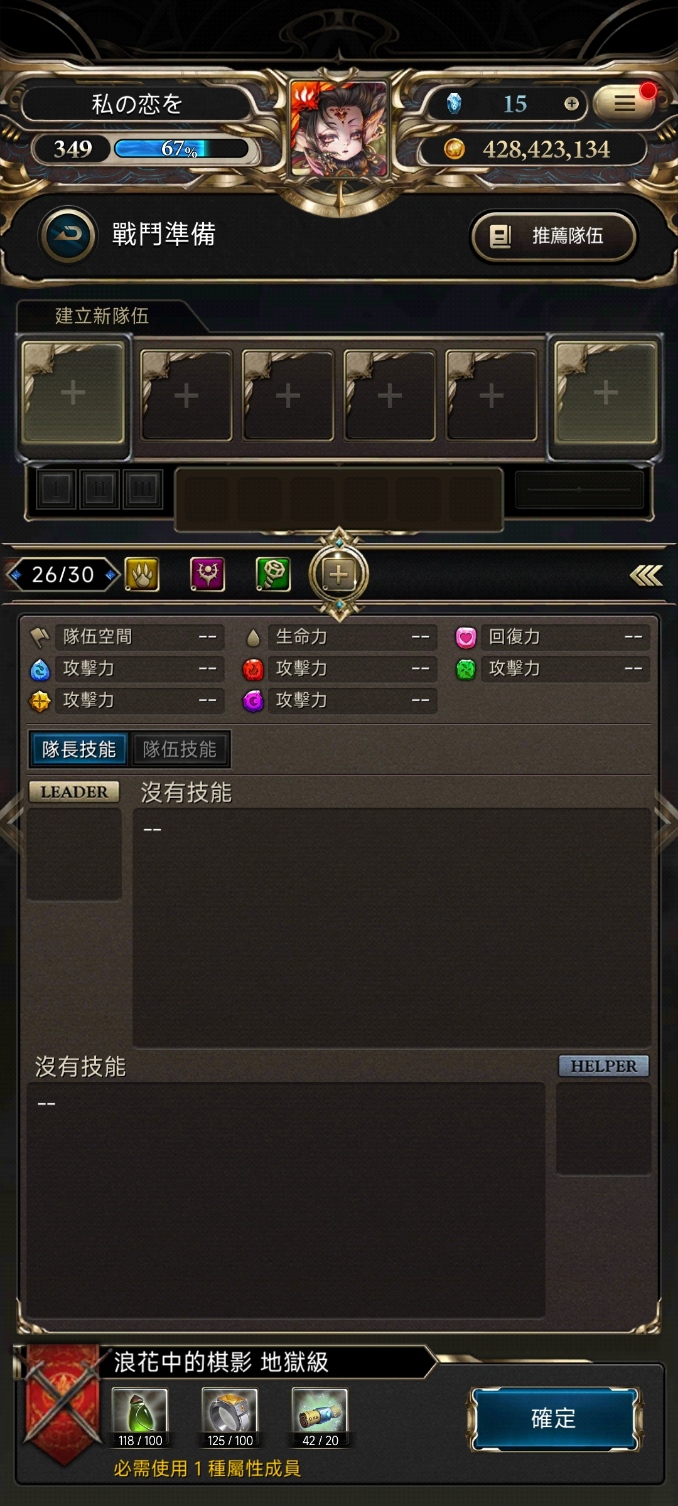 私の恋を
15
349
67%
428,423,134
戰鬥準備
推薦隊伍
建立新隊伍
I II III
26/30
隊伍空間 -- 生命力 -- 回復力 --
攻擊力 -- 攻擊力 -- 攻擊力 --
攻擊力 -- 攻擊力 --
隊長技能 隊伍技能
LEADER 沒有技能
--
沒有技能 HELPER
--
浪花中的棋影 地獄級
118 / 100 125 / 100 42 / 20
確定
必需使用 1 種屬性成員